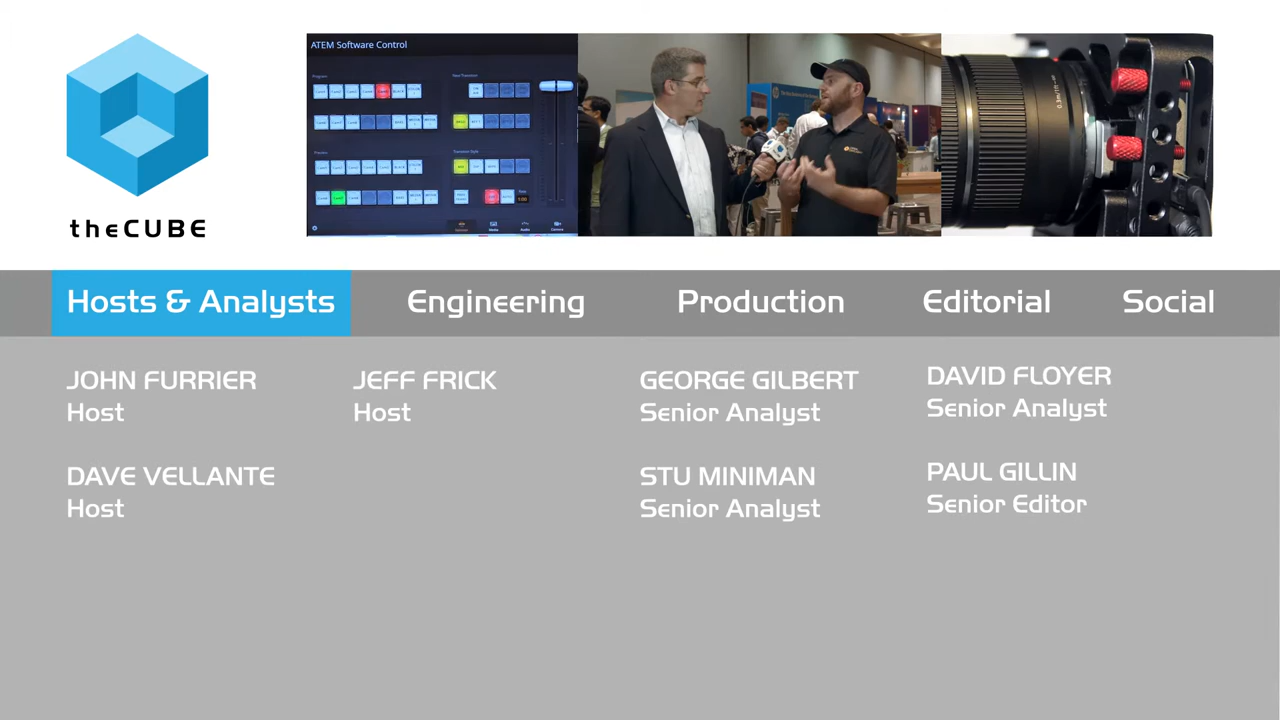 theCUBE
ATEM Software Control
Hosts & Analysts
Engineering
Production
Editorial
Social
JOHN FURRIER
Host
JEFF FRICK
Host
GEORGE GILBERT
Senior Analyst
DAVID FLOYER
Senior Analyst
DAVE VELLANTE
Host
STU MINIMAN
Senior Analyst
PAUL GILLIN
Senior Editor